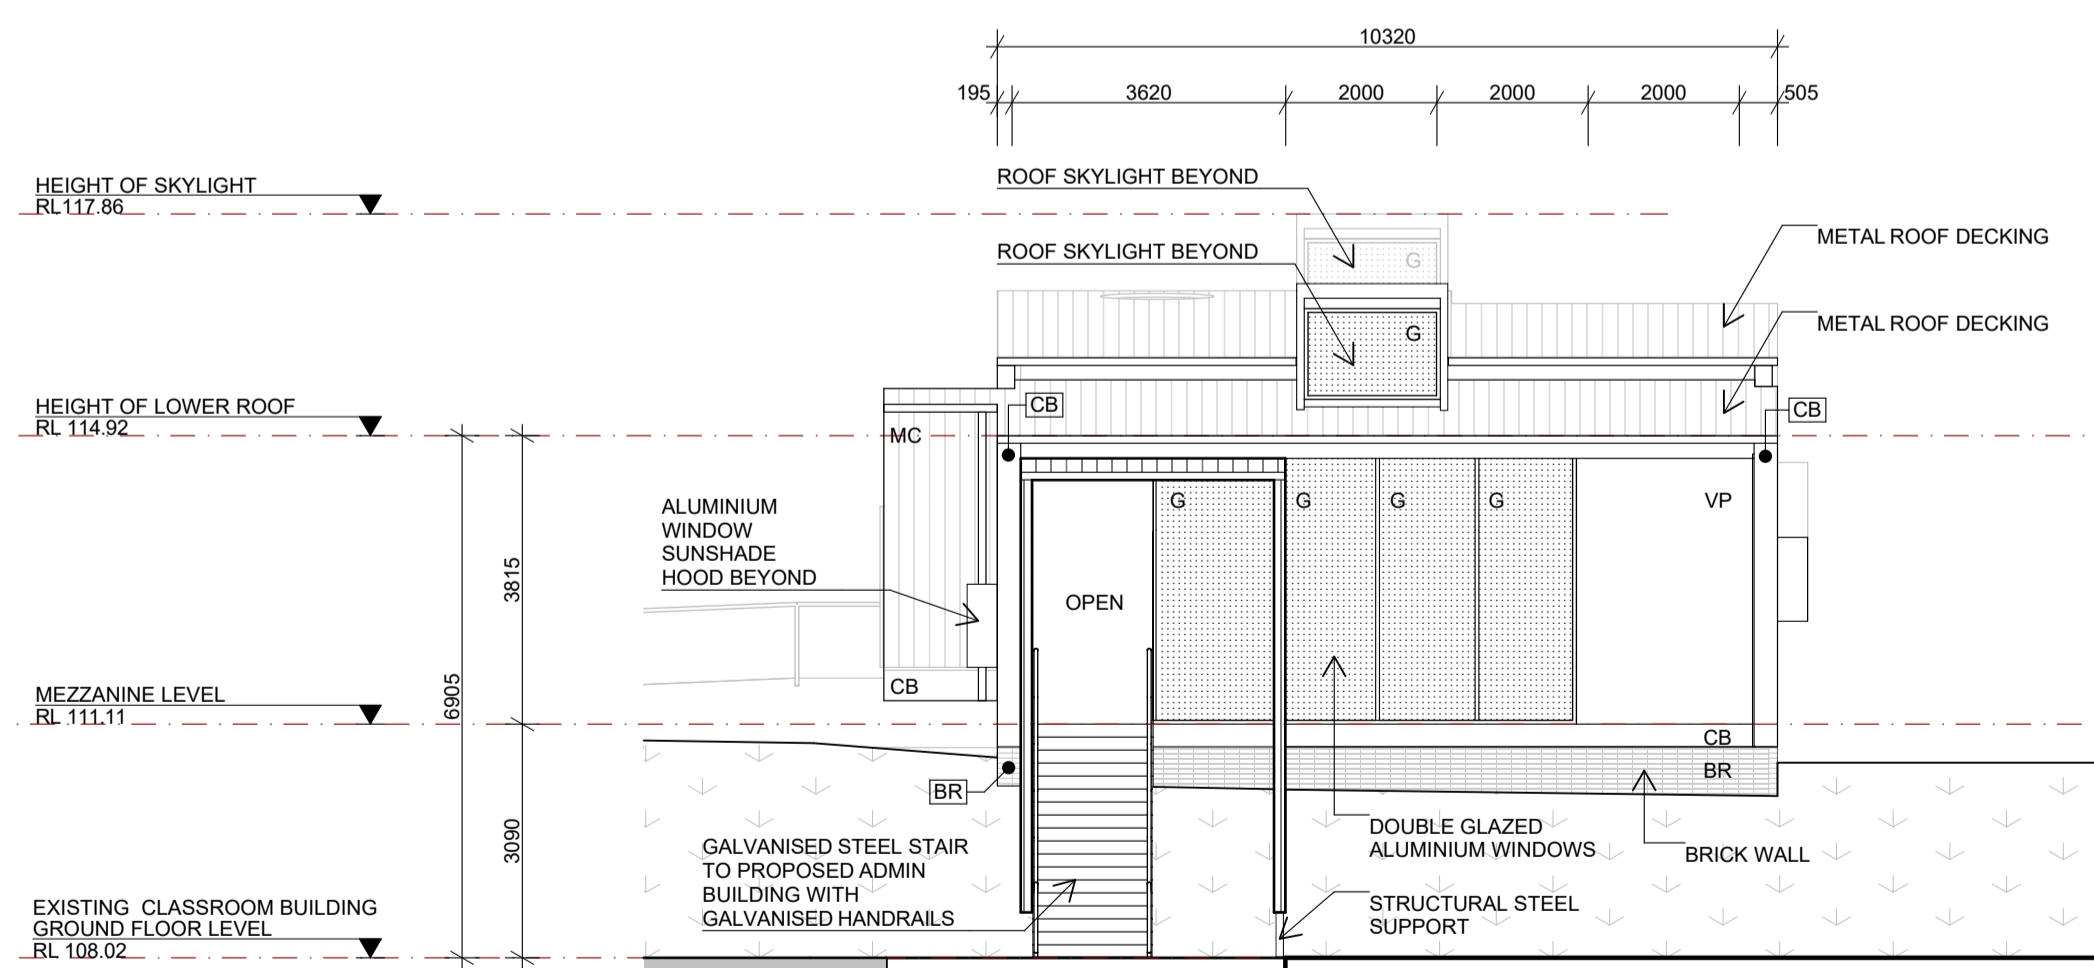 10320
195 3620 2000 2000 2000 505
ROOF SKYLIGHT BEYOND
HEIGHT OF SKYLIGHT
RL117.86
METAL ROOF DECKING
ROOF SKYLIGHT BEYOND
G
METAL ROOF DECKING
G
HEIGHT OF LOWER ROOF
RL 114.92
CB
CB
MC
ALUMINIUM
WINDOW
SUNSHADE
HOOD BEYOND
G G G G VP
OPEN
3815
6905
MEZZANINE LEVEL
RL 111.11
CB
CB
BR
BR
3090
GALVANISED STEEL STAIR
TO PROPOSED ADMIN
BUILDING WITH
GALVANISED HANDRAILS
DOUBLE GLAZED
ALUMINIUM WINDOWS
BRICK WALL
STRUCTURAL STEEL
SUPPORT
EXISTING CLASSROOM BUILDING
GROUND FLOOR LEVEL
RL 108.02